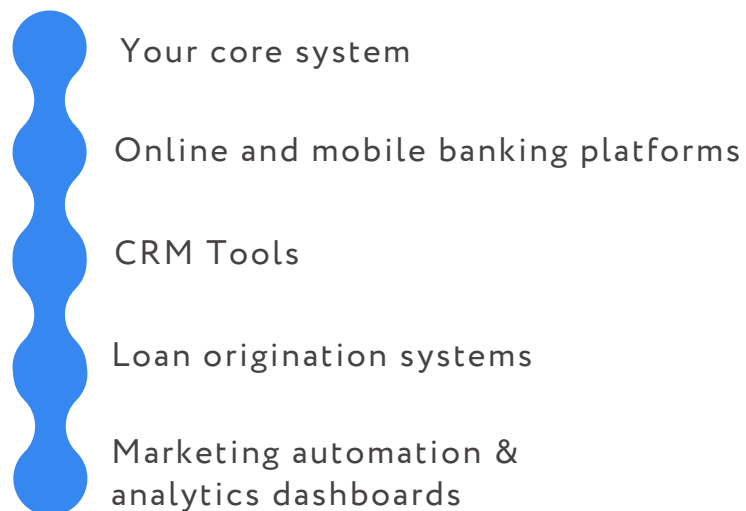 Your core system
Online and mobile banking platforms
CRM Tools
Loan origination systems
Marketing automation &
analytics dashboards